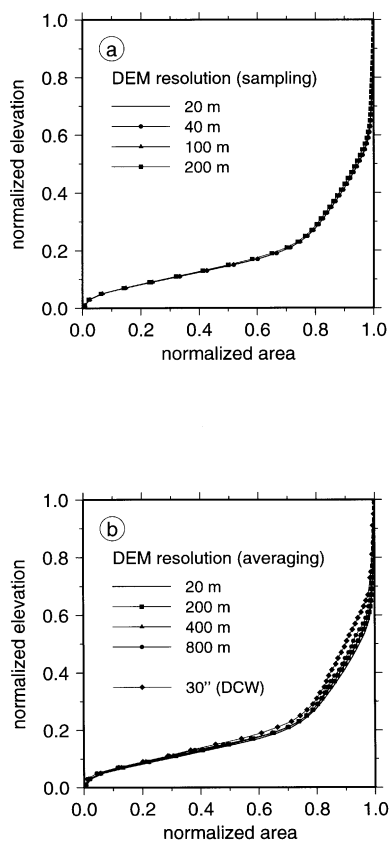 1.0
a
DEM resolution (sampling)
0.8
20 m
40 m
0.6
100 m
200 m
0.4
0.2
0.0
normalized elevation
0.0 0.2 0.4 0.6 0.8 1.0
normalized area
1.0
b
DEM resolution (averaging)
0.8
20 m
200 m
0.6
400 m
800 m
0.4
30" (DCW)
0.2
0.0
normalized elevation
0.0 0.2 0.4 0.6 0.8 1.0
normalized area